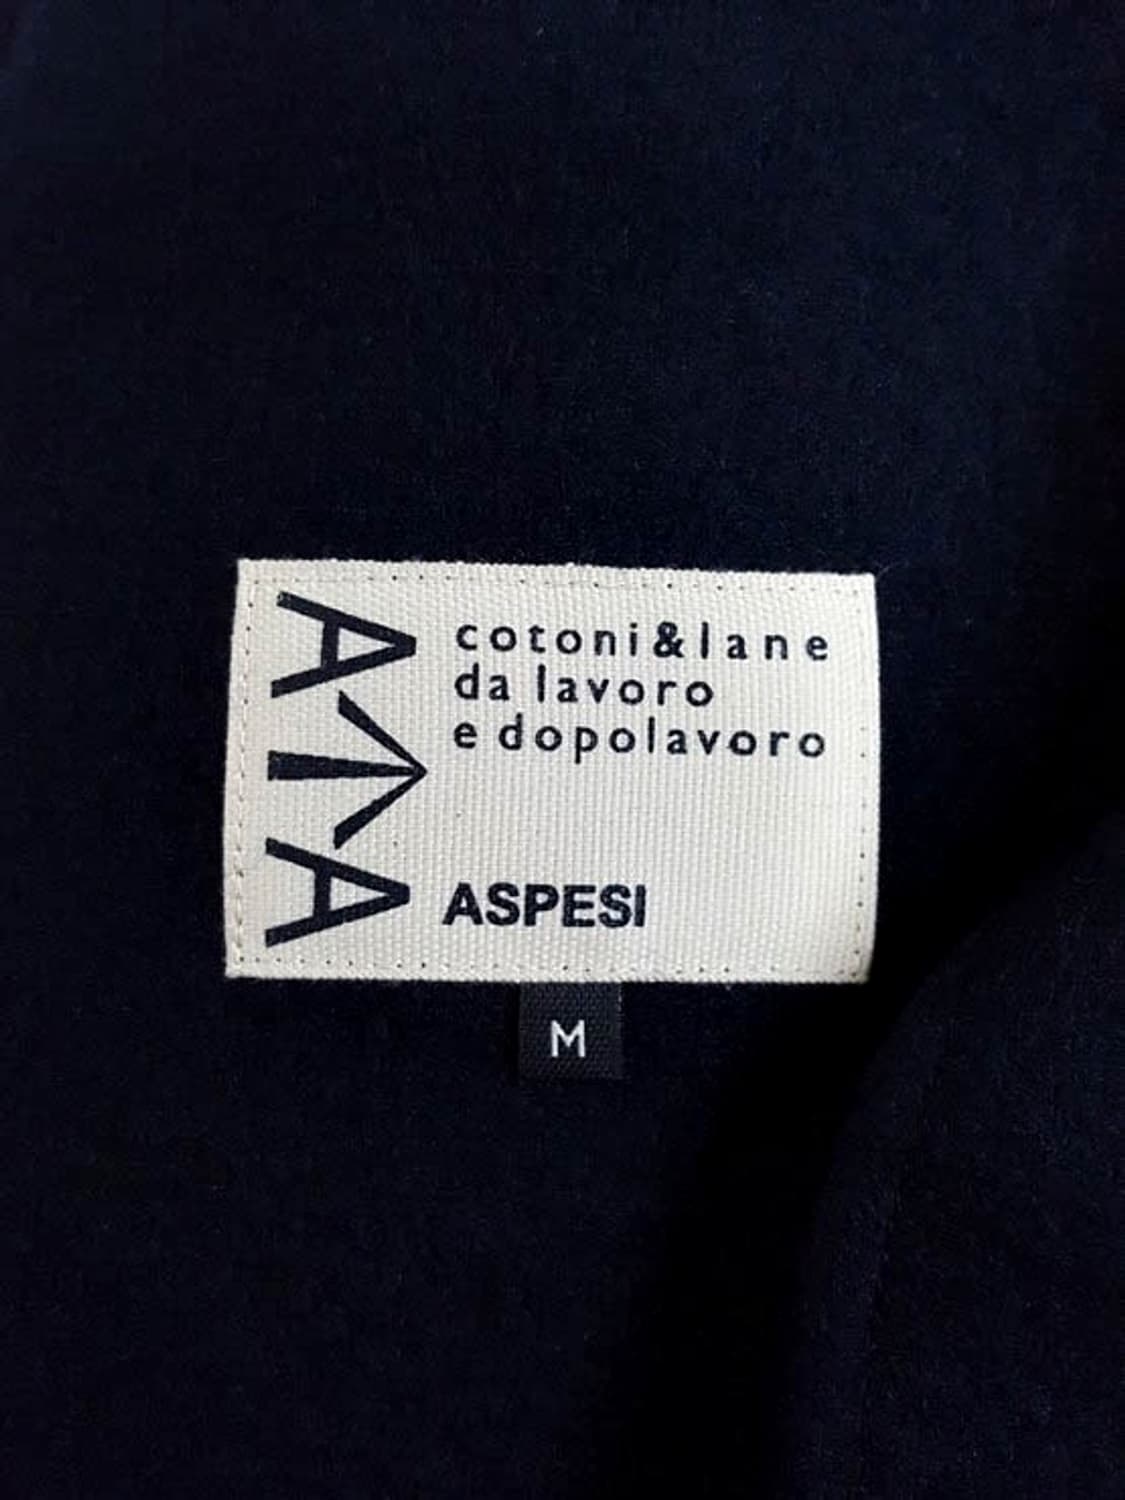 A↑A
cotoni&lane
da lavoro
e dopolavoro
ASPESI
M